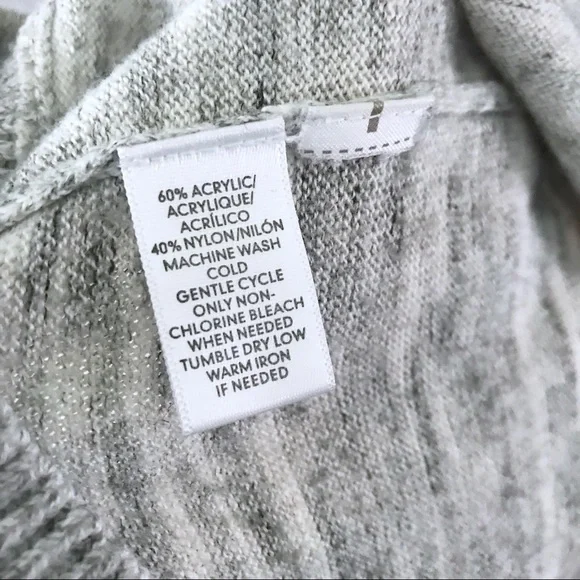 60% ACRYLIC/
ACRYLIQUE/
ACRÍLICO
40% NYLON/NILÓN
MACHINE WASH
COLD
GENTLE CYCLE
ONLY NON-
CHLORINE BLEACH
WHEN NEEDED
TUMBLE DRY LOW
WARM IRON
IF NEEDED